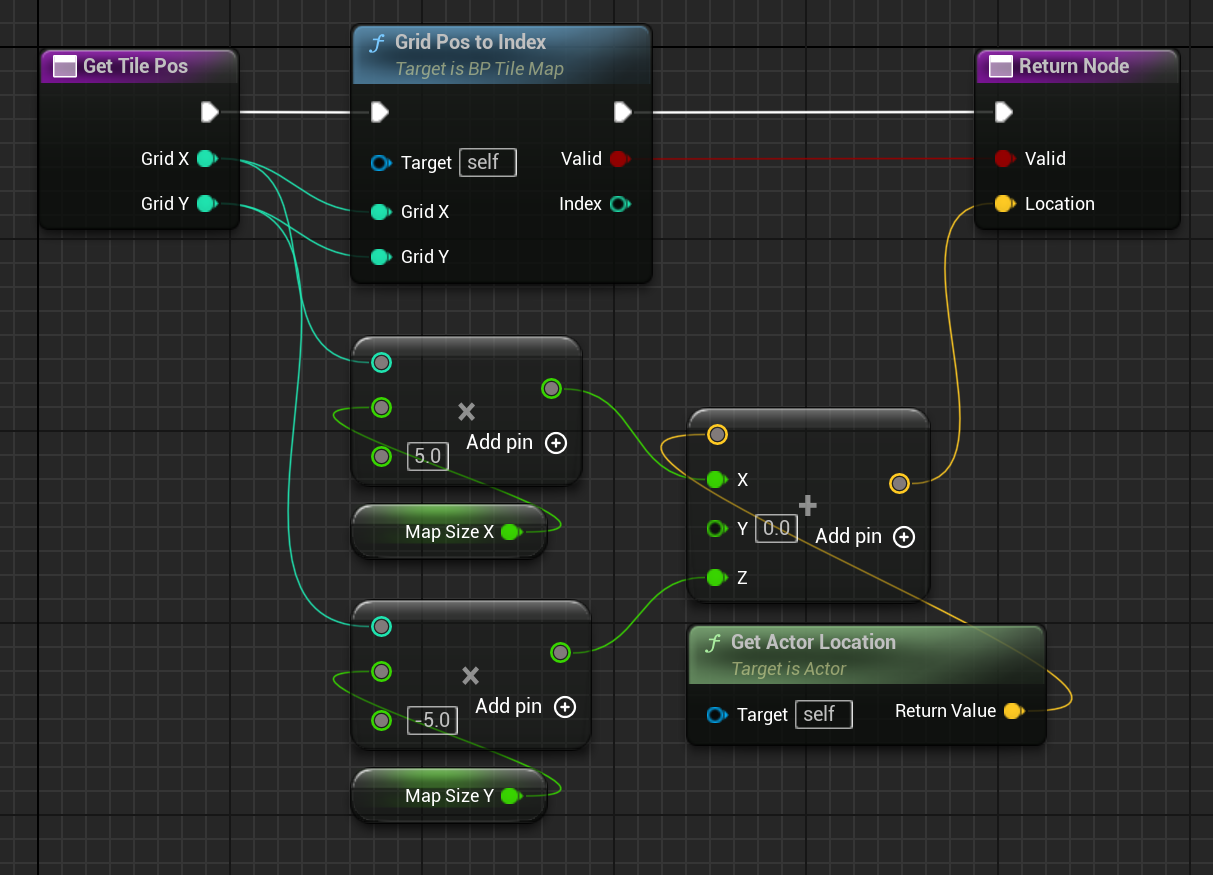 Get Tile Pos
Grid X
Grid Y
f Grid Pos to Index
Target is BP Tile Map
Target self
Valid
Index
Grid X
Grid Y
Return Node
Valid
Location
×
Add pin
5.0
Map Size X
×
Add pin
-5.0
Map Size Y
X
Y 0.0
Z
+
Add pin
f Get Actor Location
Target is Actor
Target self
Return Value